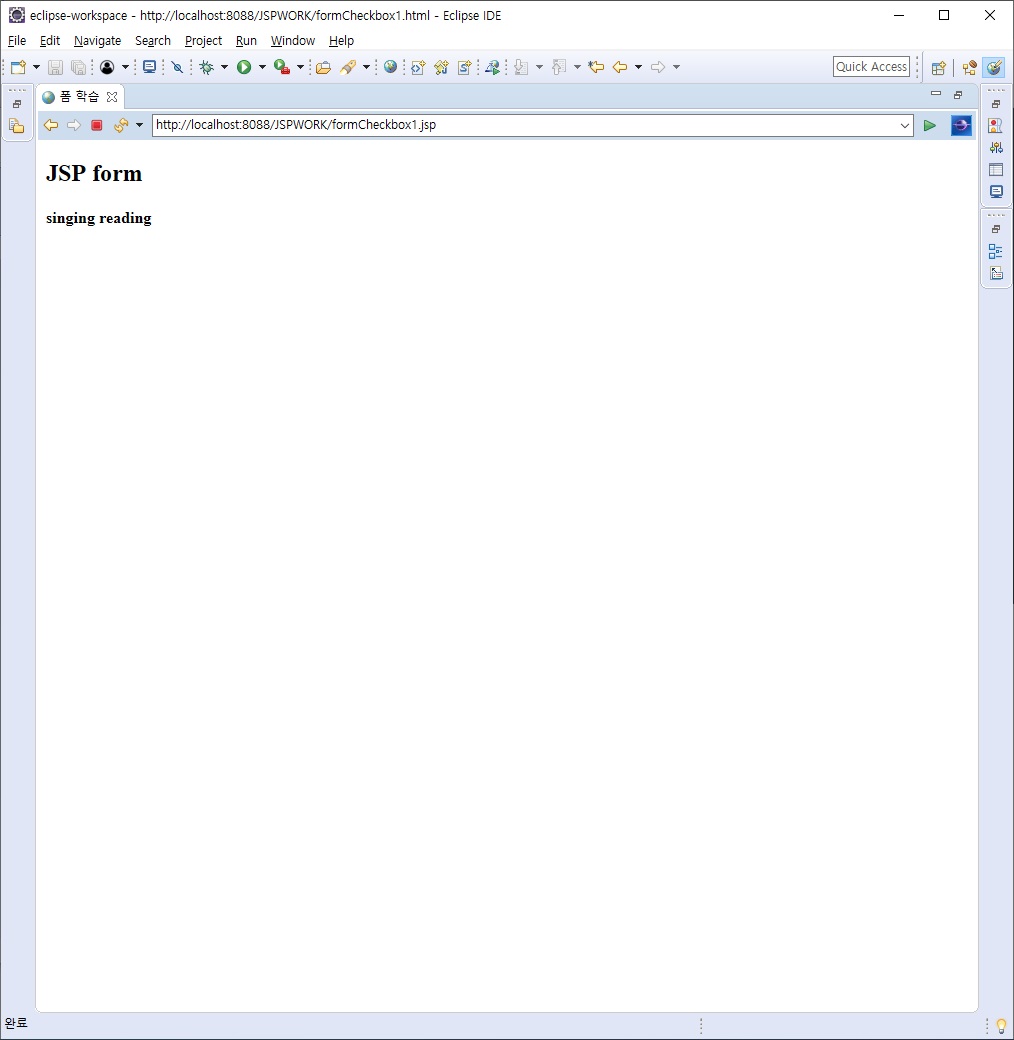 eclipse-workspace - http://localhost:8088/JSPWORK/formCheckbox1.html - Eclipse IDE
File Edit Navigate Search Project Run Window Help
Quick Access
폼 학습
http://localhost:8088/JSPWORK/formCheckbox1.jsp
JSP form
singing reading
완료